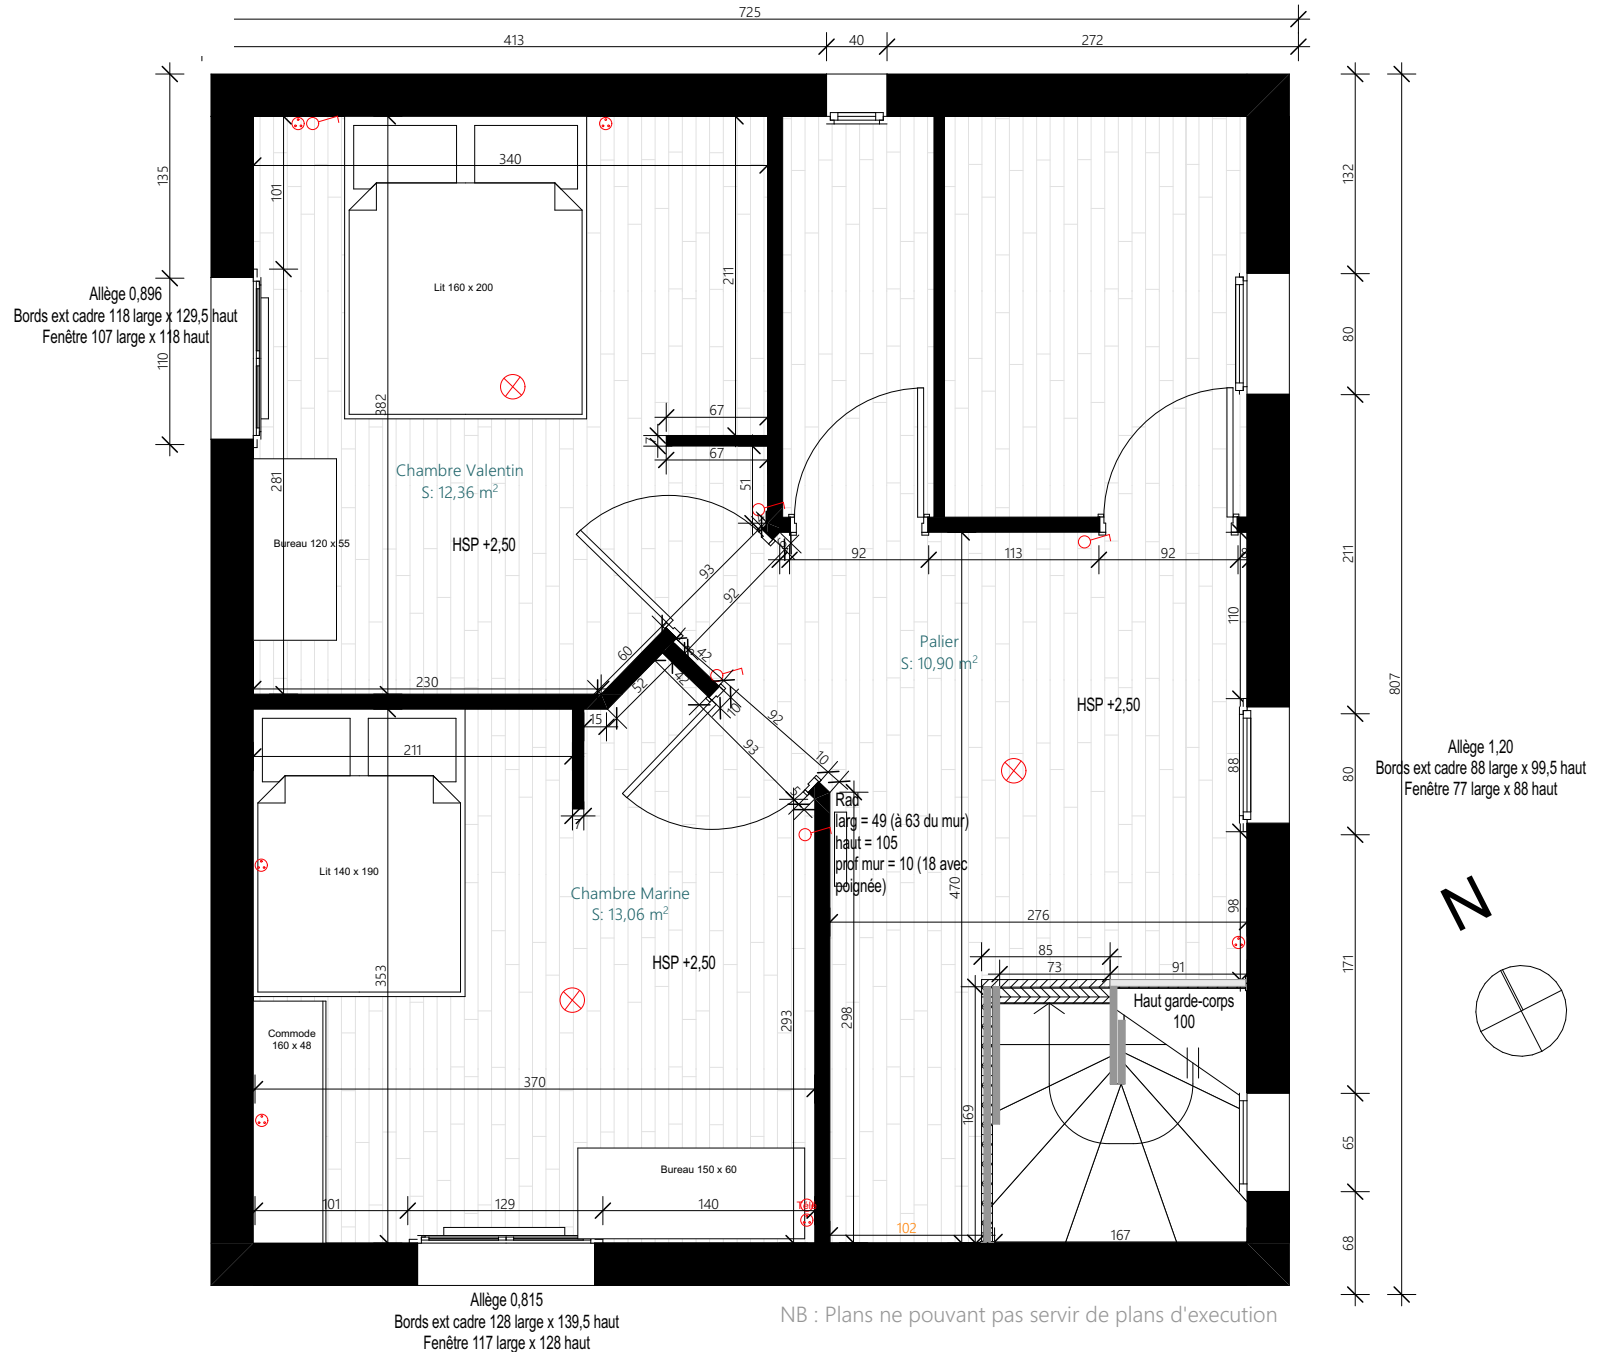 725
413
40
272
135
110
Allège 0,896
Bords ext cadre 118 large x 129,5 haut
Fenêtre 107 large x 118 haut
340
101
211
Lit 160 x 200
382
67
67
51
281
Chambre Valentin
S: 12,36 m²
HSP +2,50
Bureau 120 x 55
230
93
92
60
52
42
42
10
15
92
93
10
5
92
113
92
8
110
Palier
S: 10,90 m²
HSP +2,50
88
98
470
276
Rad
larg = 49 (à 63 du mur)
haut = 105
prof mur = 10 (18 avec
poignée)
211
7
Lit 140 x 190
Chambre Marine
S: 13,06 m²
HSP +2,50
353
293
298
Commode
160 x 48
370
Bureau 150 x 60
101
129
140
Télé
102
85
73
91
Haut garde-corps
100
169
167
132
80
211
80
171
65
68
807
Allège 1,20
Bords ext cadre 88 large x 99,5 haut
Fenêtre 77 large x 88 haut
N
Allège 0,815
Bords ext cadre 128 large x 139,5 haut
Fenêtre 117 large x 128 haut
NB : Plans ne pouvant pas servir de plans d'execution